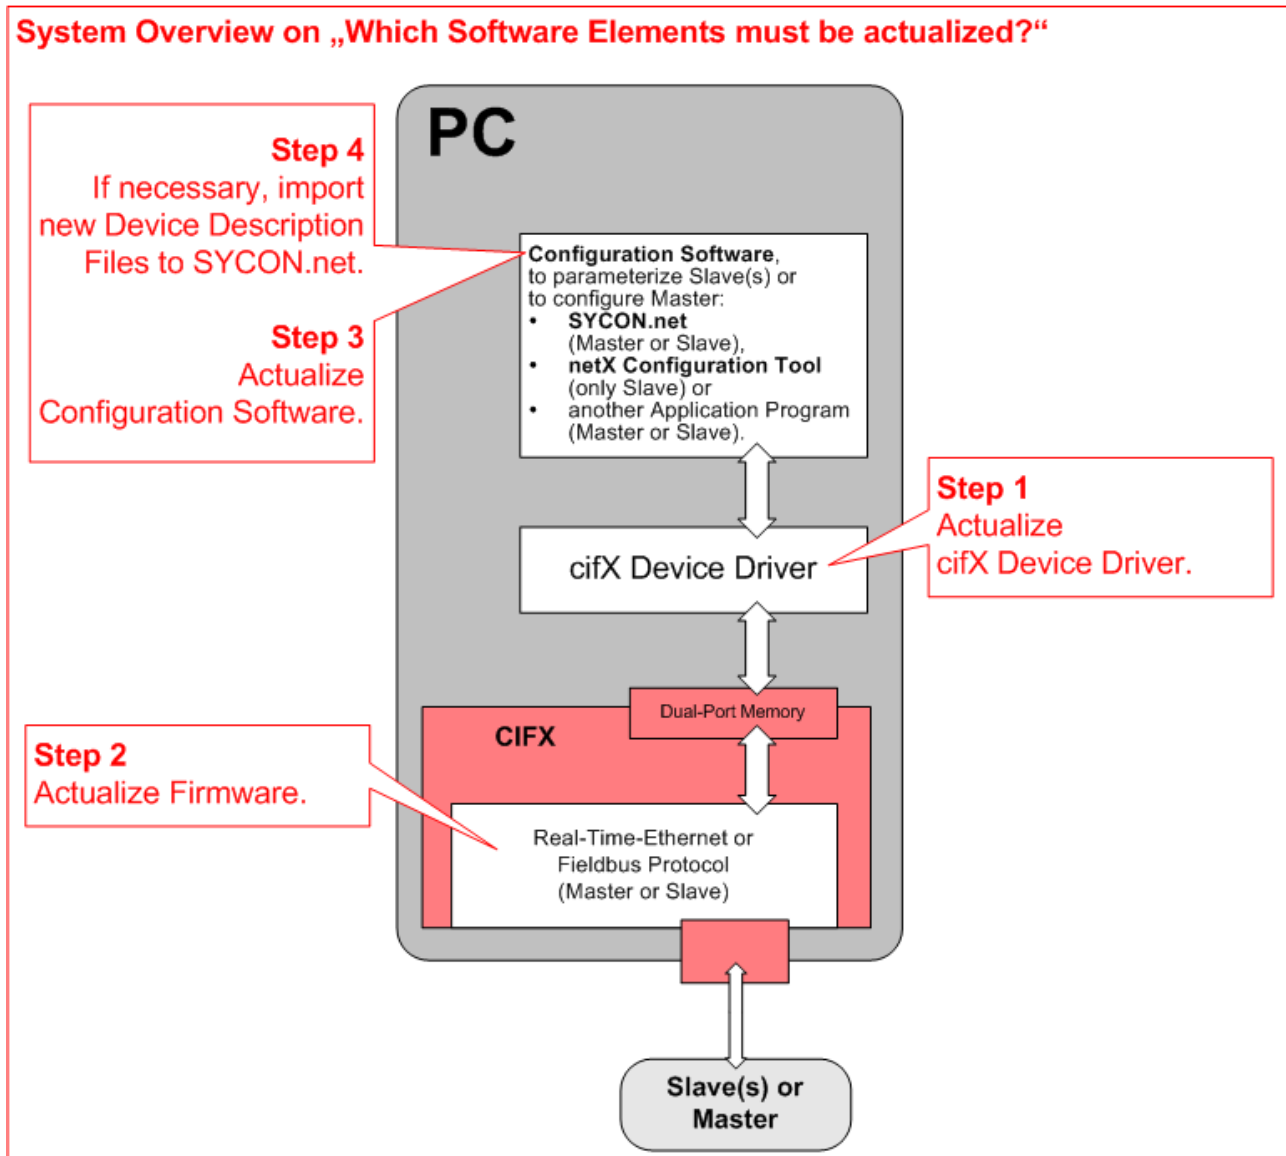 System Overview on „Which Software Elements must be actualized?“
PC
Step 4
If necessary, import
new Device Description
Files to SYCON.net.
Step 3
Actualize
Configuration Software.
Configuration Software,
to parameterize Slave(s) or
to configure Master:
• SYCON.net
(Master or Slave),
• netX Configuration Tool
(only Slave) or
• another Application Program
(Master or Slave).
Step 1
Actualize
cifX Device Driver.
cifX Device Driver
Dual-Port Memory
CIFX
Step 2
Actualize Firmware.
Real-Time-Ethernet or
Fieldbus Protocol
(Master or Slave)
Slave(s) or
Master